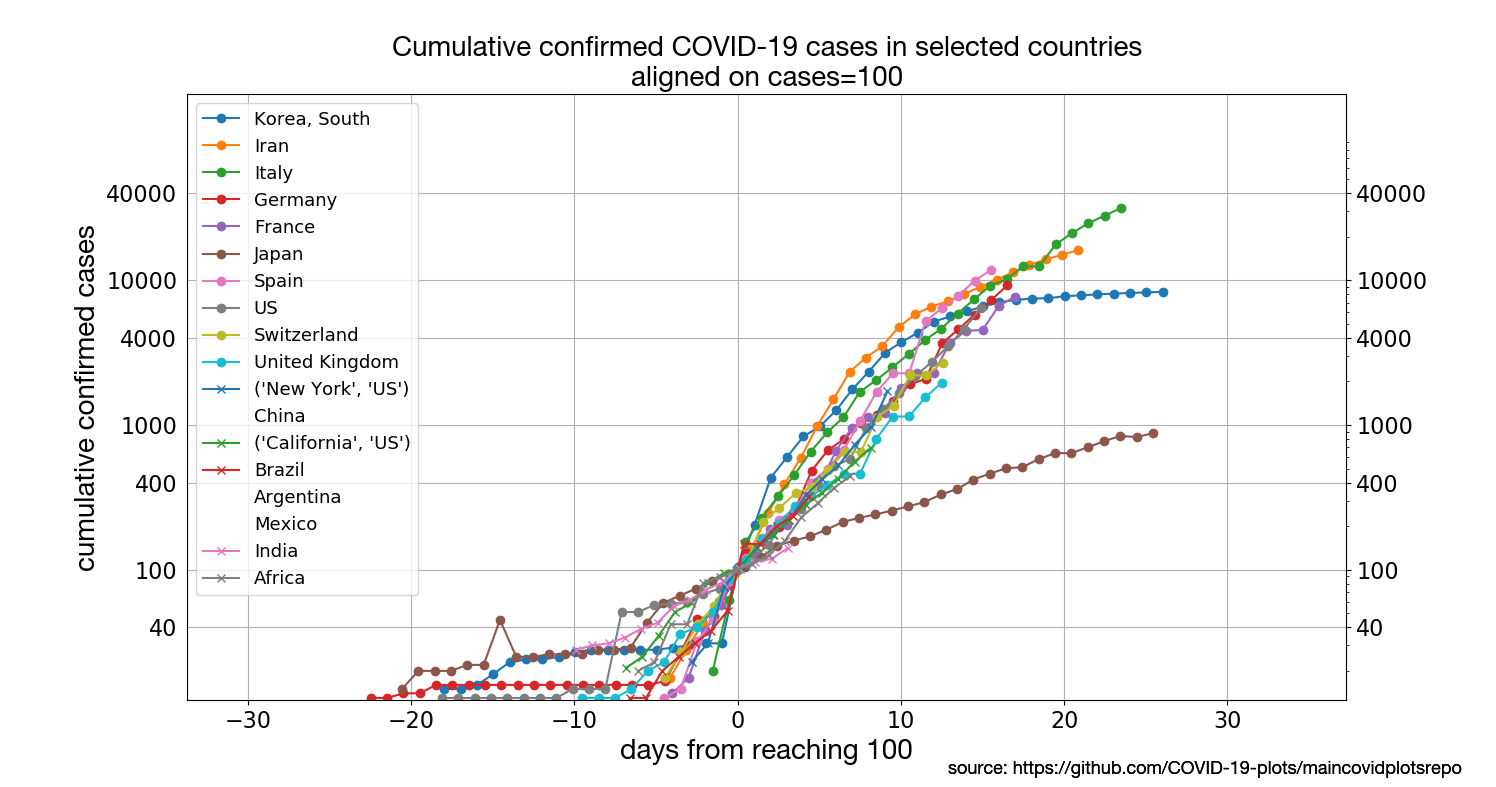 Cumulative confirmed COVID-19 cases in selected countries
aligned on cases=100
Korea, South
Iran
Italy
Germany
France
Japan
Spain
US
Switzerland
United Kingdom
('New York', 'US')
China
('California', 'US')
Brazil
Argentina
Mexico
India
Africa
cumulative confirmed cases
40000
10000
4000
1000
400
100
40
40000
10000
4000
1000
400
100
40
−30 −20 −10 0 10 20 30
days from reaching 100
source: https://github.com/COVID-19-plots/maincovidplotsrepo